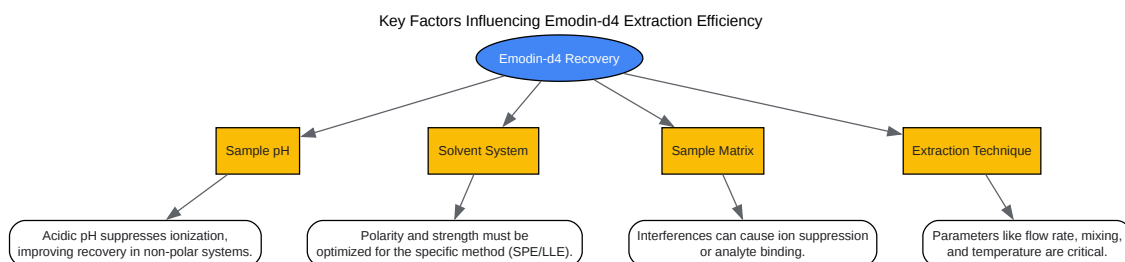 Key Factors Influencing Emodin-d4 Extraction Efficiency
Emodin-d4 Recovery
Sample pH
Solvent System
Sample Matrix
Extraction Technique
Acidic pH suppresses ionization,
improving recovery in non-polar systems.
Polarity and strength must be
optimized for the specific method (SPE/LLE).
Interferences can cause ion suppression
or analyte binding.
Parameters like flow rate, mixing,
and temperature are critical.